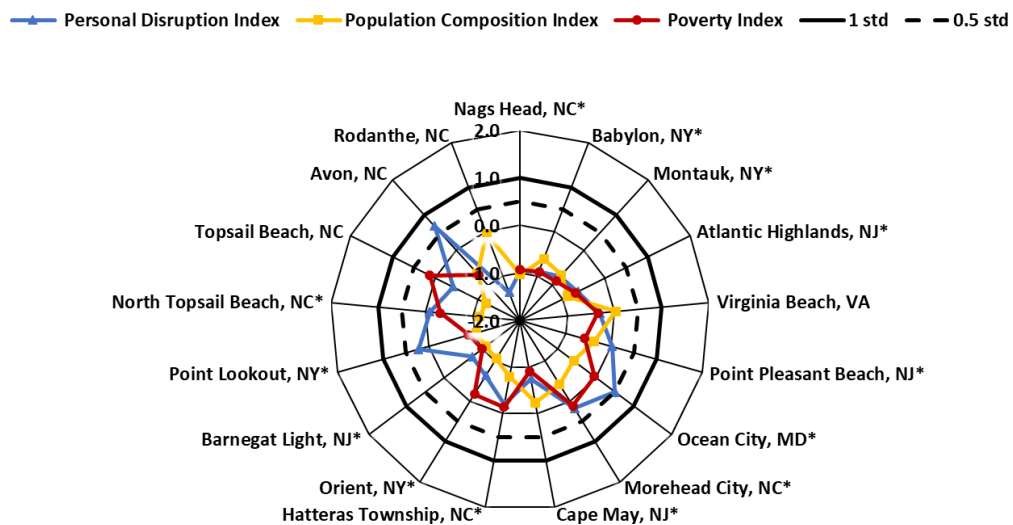 Personal Disruption Index Population Composition Index Poverty Index 1 std 0.5 std
Nags Head, NC*
Rodanthe, NC
2.0
Babylon, NY*
Avon, NC
1.0
Montauk, NY*
Topsail Beach, NC
0.0
Atlantic Highlands, NJ*
-1.0
North Topsail Beach, NC*
-2.0
Virginia Beach, VA
Point Lookout, NY*
Point Pleasant Beach, NJ*
Barnegat Light, NJ*
Ocean City, MD*
Orient, NY*
Morehead City, NC*
Hatteras Township, NC*
Cape May, NJ*